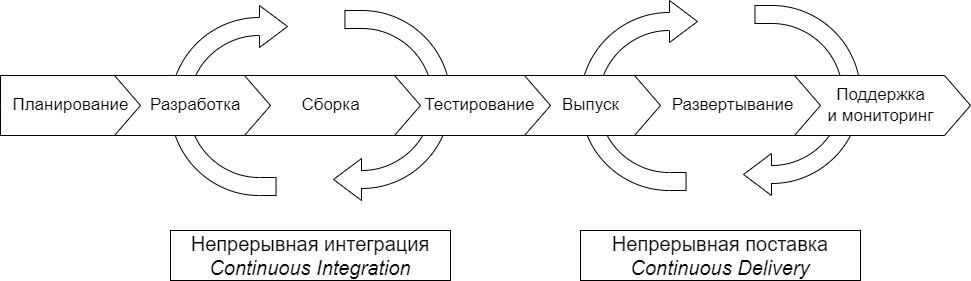 Планирование
Разработка
Сборка
Тестирование
Выпуск
Развертывание
Поддержка
и мониторинг
Непрерывная интеграция
Continuous Integration
Непрерывная поставка
Continuous Delivery